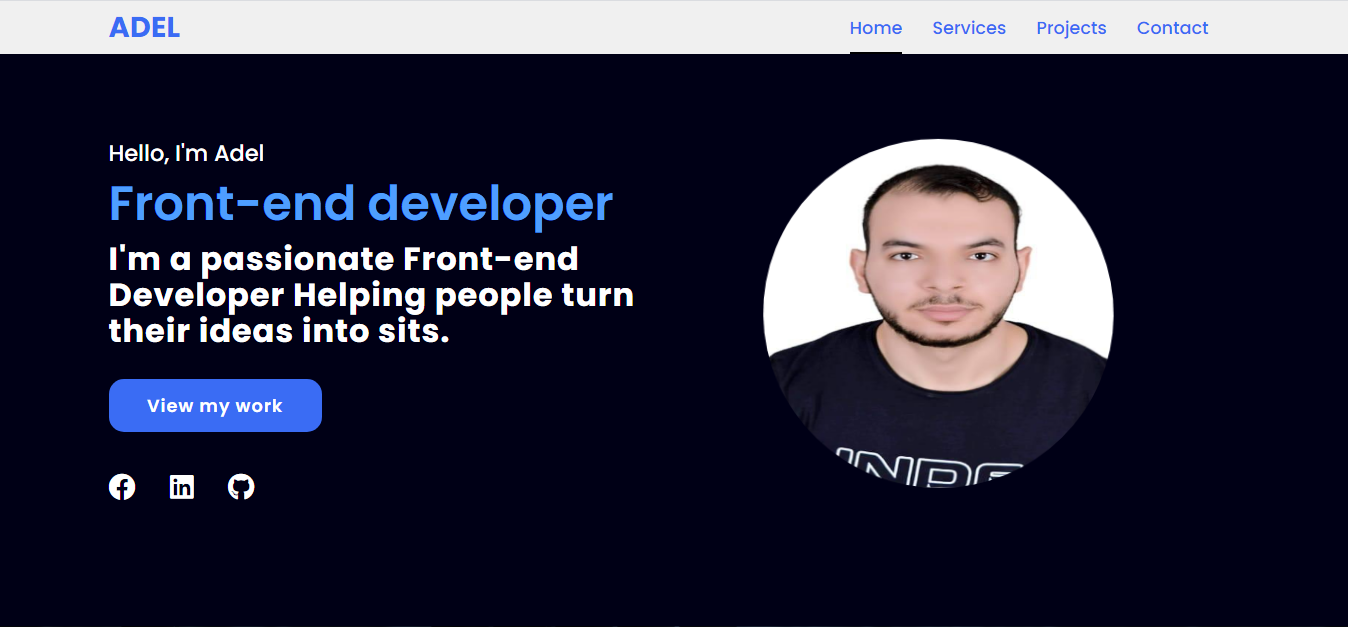 ADEL
Home Services Projects Contact
Hello, I'm Adel
Front-end developer
I'm a passionate Front-end
Developer Helping people turn
their ideas into sits.
View my work
in